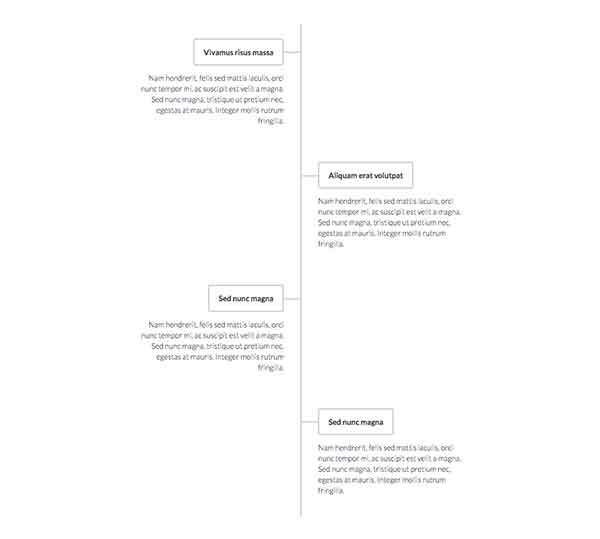 Vivamus risus massa
Nam hendrerit, felis sed mattis iaculis, orci
nunc tempor mi, ac suscipit est velit a magna.
Sed nunc magna, tristique ut pretium nec,
egestas at mauris. Integer mollis rutrum
fringilla.
Aliquam erat volutpat
Nam hendrerit, felis sed mattis iaculis, orci
nunc tempor mi, ac suscipit est velit a magna.
Sed nunc magna, tristique ut pretium nec,
egestas at mauris. Integer mollis rutrum
fringilla.
Sed nunc magna
Nam hendrerit, felis sed mattis iaculis, orci
nunc tempor mi, ac suscipit est velit a magna.
Sed nunc magna, tristique ut pretium nec,
egestas at mauris. Integer mollis rutrum
fringilla.
Sed nunc magna
Nam hendrerit, felis sed mattis iaculis, orci
nunc tempor mi, ac suscipit est velit a magna.
Sed nunc magna, tristique ut pretium nec,
egestas at mauris. Integer mollis rutrum
fringilla.